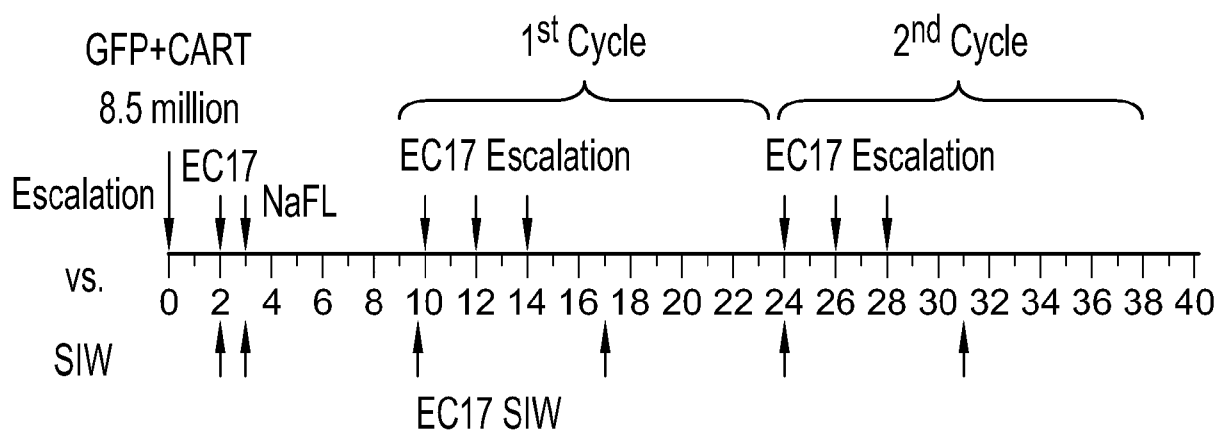 GFP+CART
8.5 million
1st Cycle
2nd Cycle
EC17
EC17 Escalation
EC17 Escalation
Escalation
NaFL
vs.
0 2 4 6 8 10 12 14 16 18 20 22 24 26 28 30 32 34 36 38 40
SIW
EC17 SIW